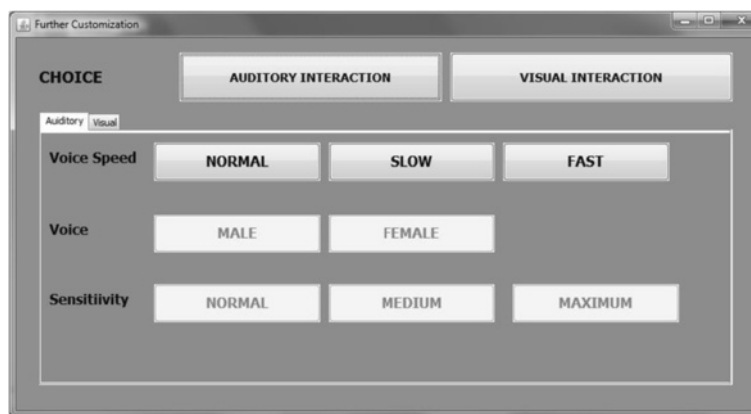 Further Customization
CHOICE AUDITORY INTERACTION VISUAL INTERACTION
Auiditory Visual
Voice Speed NORMAL SLOW FAST
Voice MALE FEMALE
Sensitiivity NORMAL MEDIUM MAXIMUM